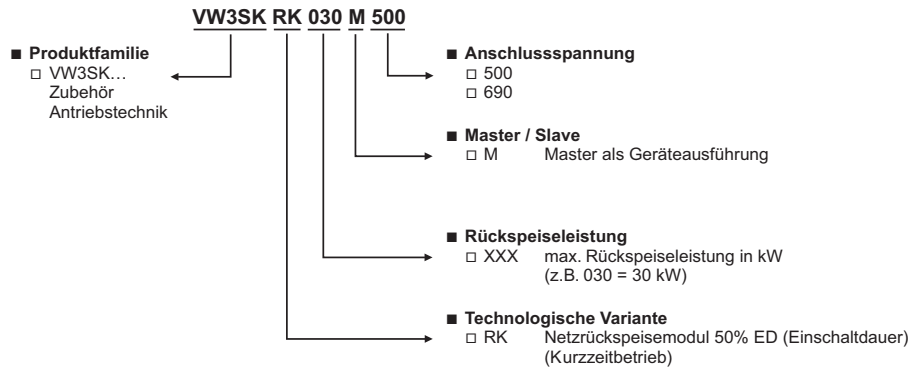 VW3SK RK 030 M 500
■ Produktfamilie
□ VW3SK…
Zubehör
Antriebstechnik
■ Anschlussspannung
□ 500
□ 690
■ Master / Slave
□ M Master als Geräteausführung
■ Rückspeiseleistung
□ XXX max. Rückspeiseleistung in kW
(z.B. 030 = 30 kW)
■ Technologische Variante
□ RK Netzrückspeisemodul 50% ED (Einschaltdauer)
(Kurzzeitbetrieb)